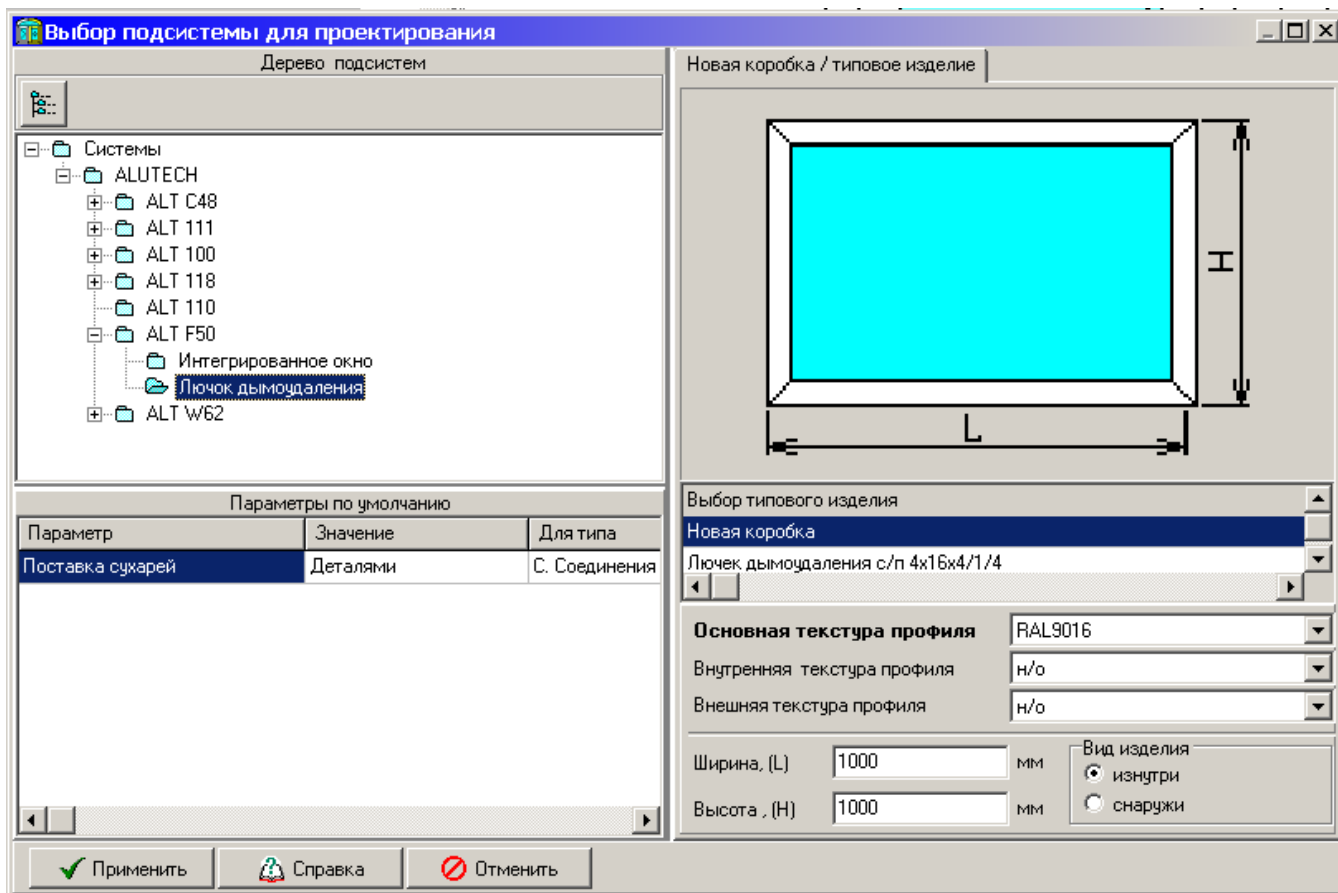 Выбор подсистемы для проектирования
Дерево подсистем
Системы
ALUTECH
ALT C48
ALT 111
ALT 100
ALT 118
ALT 110
ALT F50
Интегрированное окно
Лючок дымоудаления
ALT W62
Параметры по умолчанию
Параметр Значение Для типа
Поставка сухарей Деталями С. Соединения
Новая коробка / типовое изделие
H
L
Выбор типового изделия
Новая коробка
Лючек дымоудаления с/п 4x16x4/1/4
Основная текстура профиля RAL9016
Внутренняя текстура профиля н/о
Внешняя текстура профиля н/о
Ширина, (L) 1000 мм
Высота , (H) 1000 мм
Вид изделия
изнутри
снаружи
Применить Справка Отменить